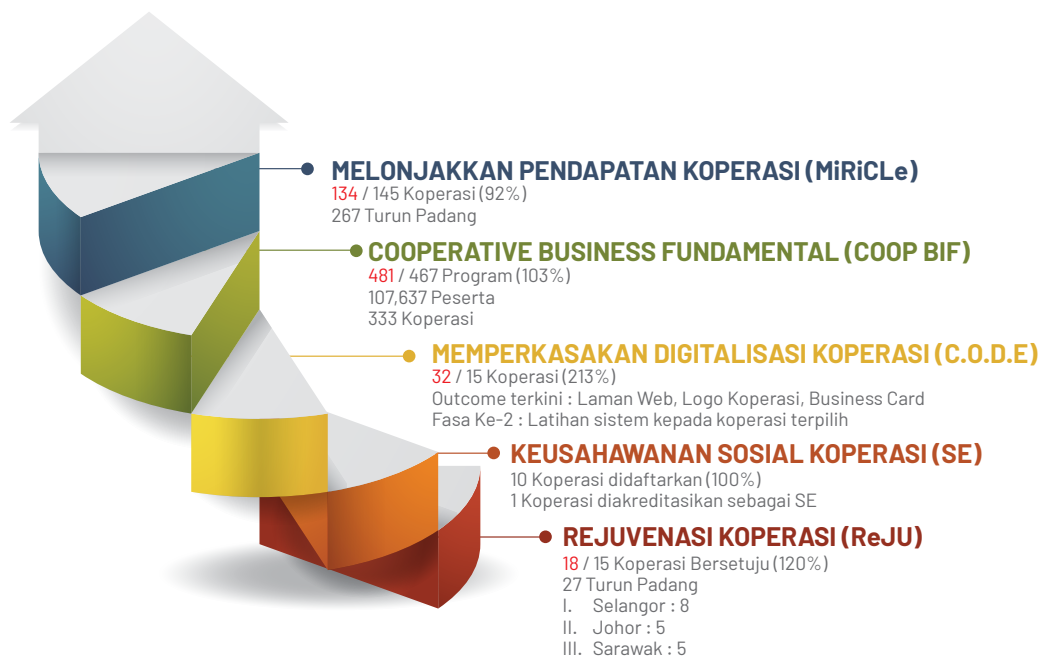 MELONJAKKAN PENDAPATAN KOPERASI (MiRiCLe)
134 / 145 Koperasi (92%)
267 Turun Padang
COOPERATIVE BUSINESS FUNDAMENTAL (COOP BIF)
481 / 467 Program (103%)
107,637 Peserta
333 Koperasi
MEMPERKASAKAN DIGITALISASI KOPERASI (C.O.D.E)
32 / 15 Koperasi (213%)
Outcome terkini : Laman Web, Logo Koperasi, Business Card
Fasa Ke-2 : Latihan sistem kepada koperasi terpilih
KEUSAHAWANAN SOSIAL KOPERASI (SE)
10 Koperasi didaftarkan (100%)
1 Koperasi diakreditasikan sebagai SE
REJUVENASI KOPERASI (ReJU)
18 / 15 Koperasi Bersetuju (120%)
27 Turun Padang
I. Selangor : 8
II. Johor : 5
III. Sarawak : 5